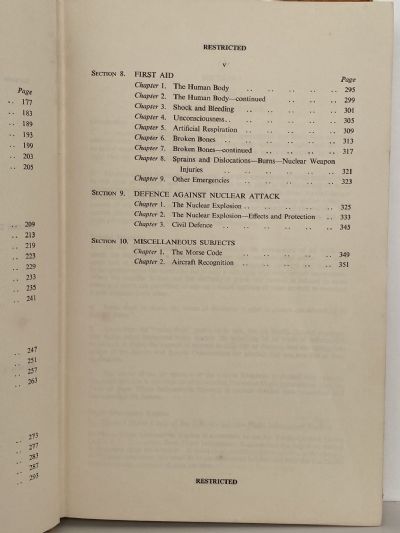 Page
.. 177
.. 183
.. 189
.. 193
.. 199
.. 203
.. 205
.. 209
.. 213
.. 219
.. 223
.. 229
.. 233
.. 235
.. 241
.. 247
.. 251
.. 257
.. 263
.. 273
.. 277
.. 283
.. 287
.. 293
RESTRICTED
v
SECTION 8. FIRST AID
Page
Chapter 1. The Human Body .. .. .. .. 295
Chapter 2. The Human Body—continued .. .. .. 299
Chapter 3. Shock and Bleeding .. .. .. .. 301
Chapter 4. Unconsciousness .. .. .. .. .. 305
Chapter 5. Artificial Respiration .. .. .. .. 309
Chapter 6. Broken Bones .. .. .. .. .. 313
Chapter 7. Broken Bones—continued .. .. .. 317
Chapter 8. Sprains and Dislocations—Burns—Nuclear Weapon
Injuries .. .. .. .. .. 321
Chapter 9. Other Emergencies .. .. .. .. 323
SECTION 9. DEFENCE AGAINST NUCLEAR ATTACK
Chapter 1. The Nuclear Explosion .. .. .. .. 325
Chapter 2. The Nuclear Explosion—Effects and Protection .. 333
Chapter 3. Civil Defence .. .. .. .. .. 345
SECTION 10. MISCELLANEOUS SUBJECTS
Chapter 1. The Morse Code .. .. .. .. .. 349
Chapter 2. Aircraft Recognition .. .. .. .. 351
RESTRICTED